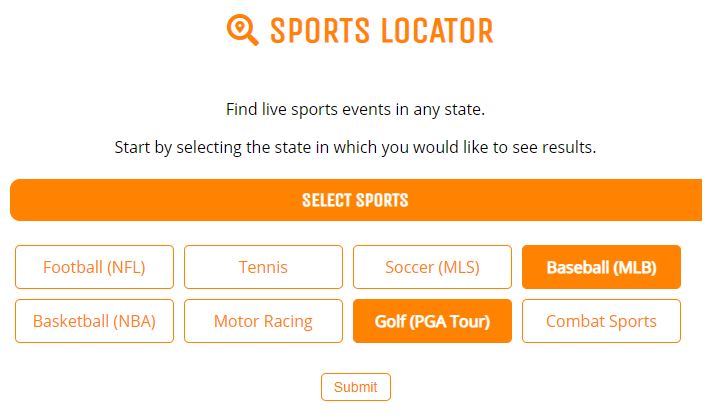 SPORTS LOCATOR
Find live sports events in any state.
Start by selecting the state in which you would like to see results.
SELECT SPORTS
Football (NFL) Tennis Soccer (MLS) Baseball (MLB)
Basketball (NBA) Motor Racing Golf (PGA Tour) Combat Sports
Submit